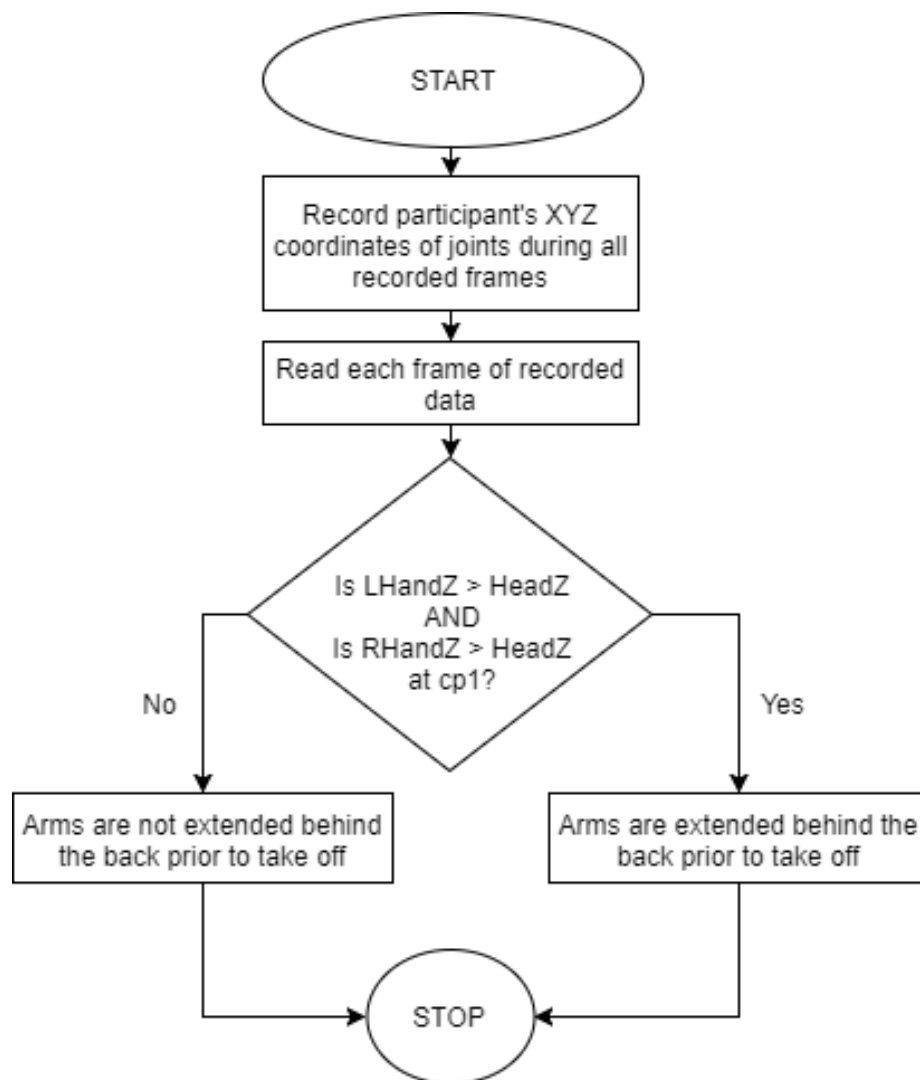 START
Record participant's XYZ
coordinates of joints during all
recorded frames
Read each frame of recorded
data
Is LHandZ > HeadZ
AND
Is RHandZ > HeadZ
at cp1?
No
Yes
Arms are not extended behind
the back prior to take off
Arms are extended behind the
back prior to take off
STOP